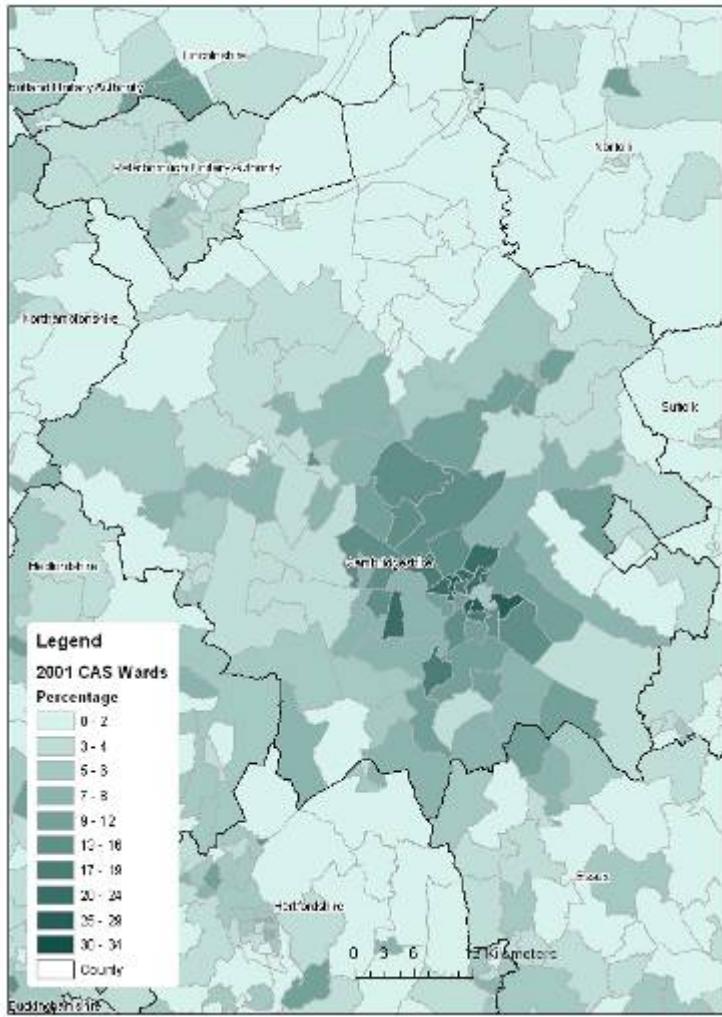 Lincolnshire
Rutland Unitary Authority
Norfolk
Peterborough Unitary Authority
Northamptonshire
Suffolk
Cambridgeshire
Bedfordshire
Legend
2001 CAS Wards
Percentage
0 - 2
3 - 4
5 - 6
7 - 8
9 - 12
13 - 16
17 - 19
20 - 24
25 - 29
30 - 34
County
Essex
Hertfordshire
0 3 6 12 Kilometers
Buckinghamshire